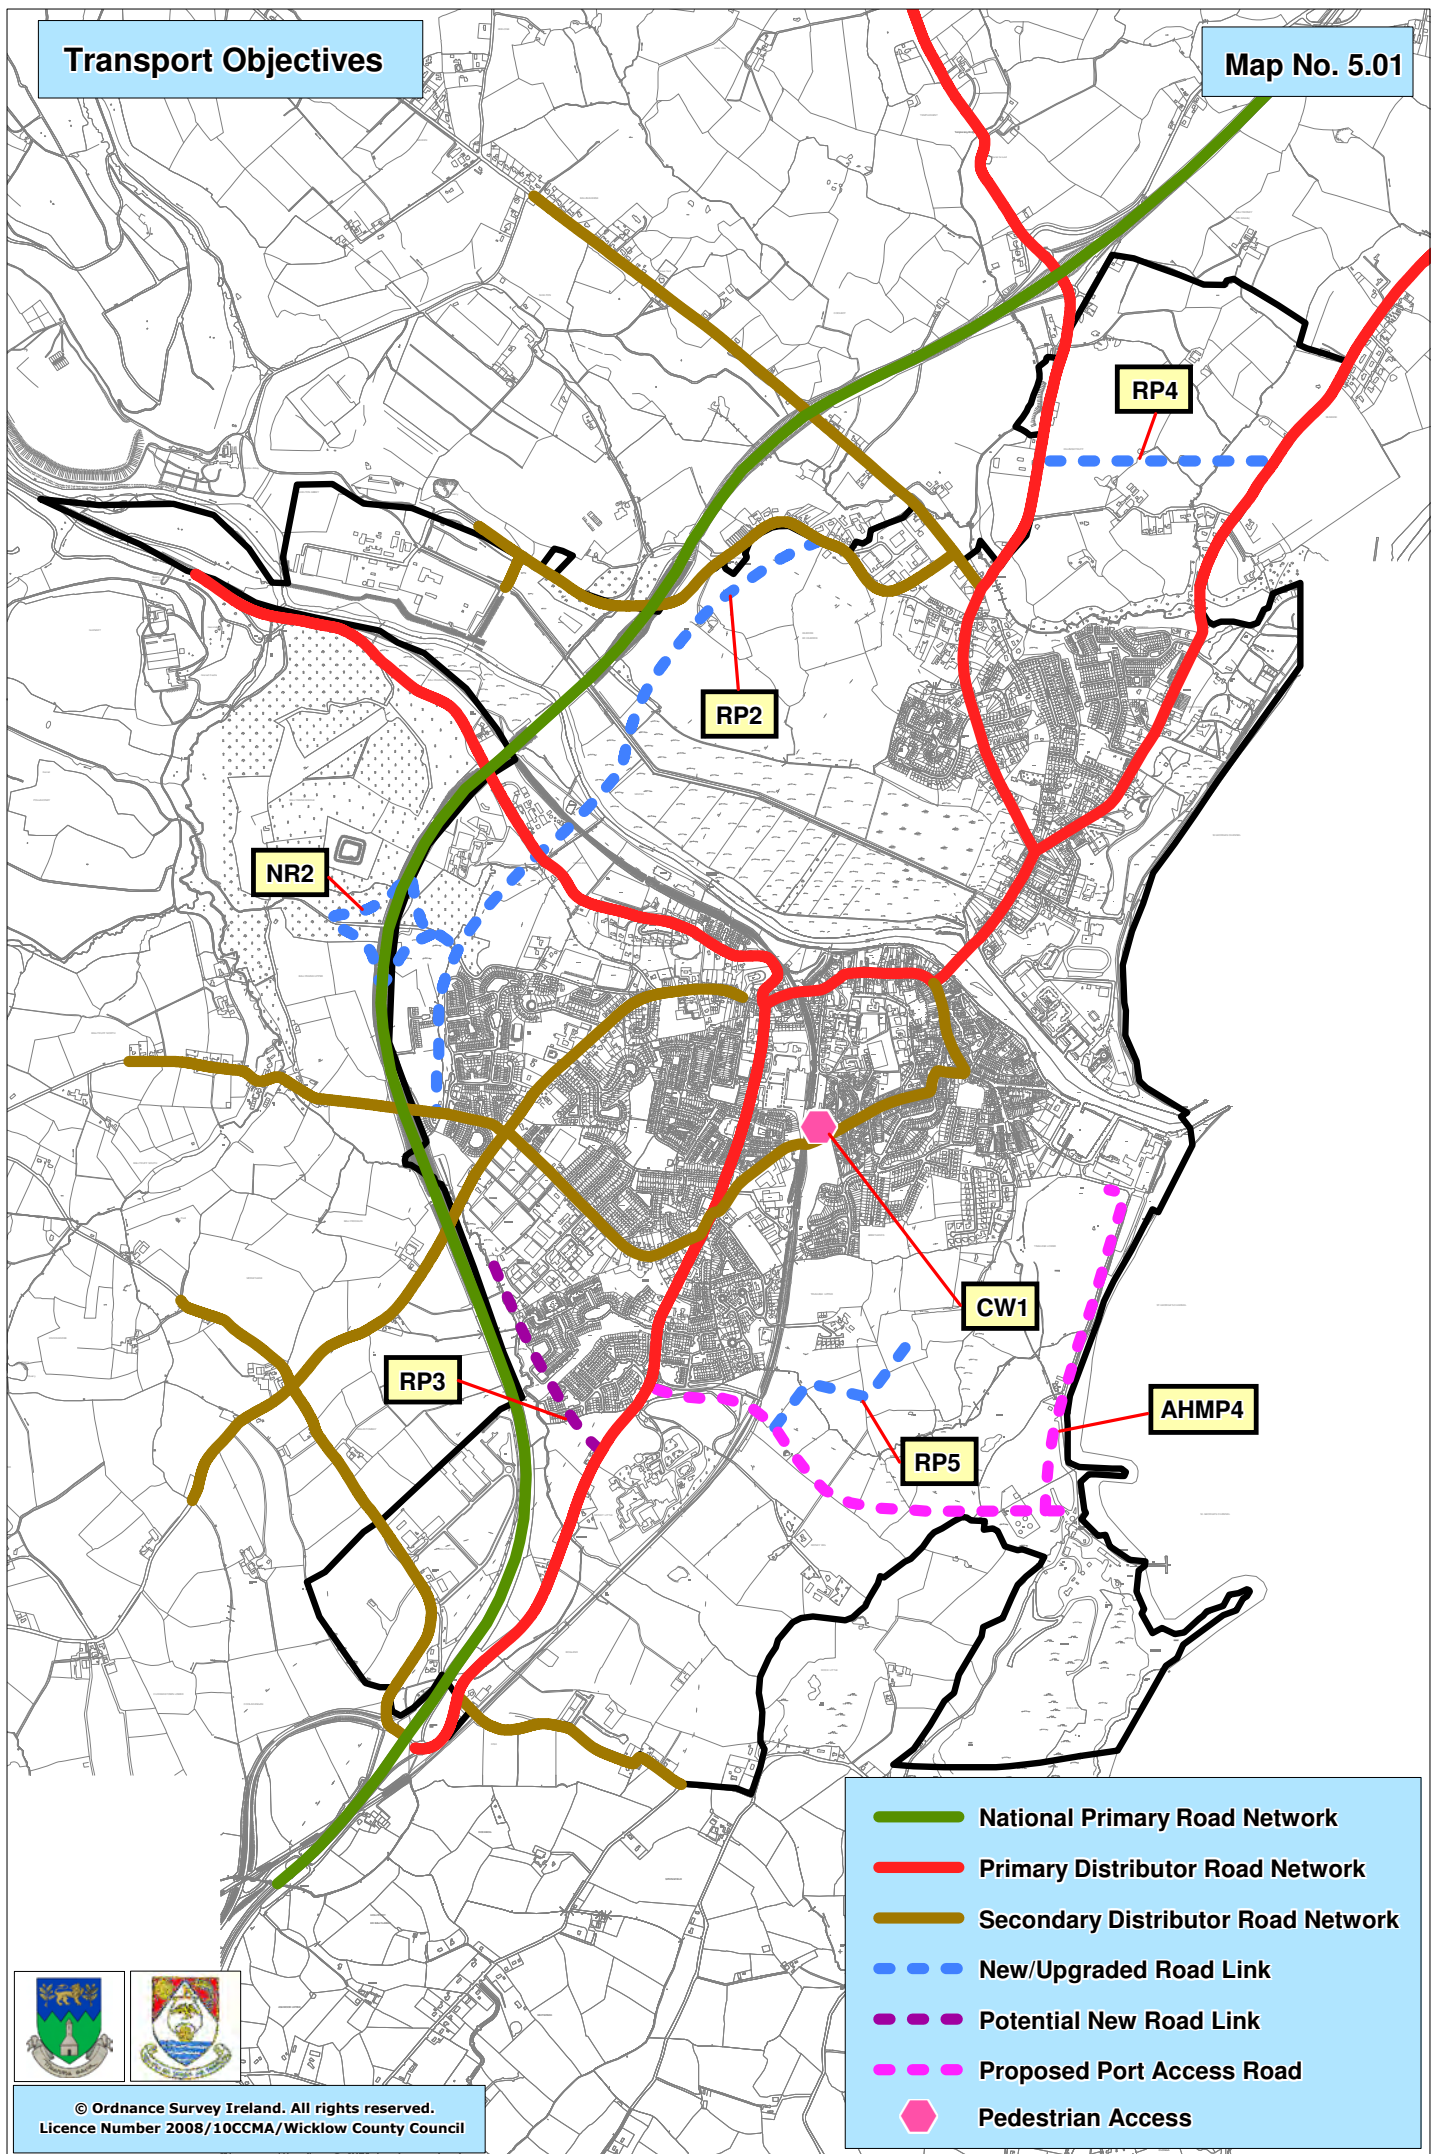 Transport Objectives
Map No. 5.01
RP4
RP2
NR2
CW1
RP3
AHMP4
RP5
National Primary Road Network
Primary Distributor Road Network
Secondary Distributor Road Network
New/Upgraded Road Link
Potential New Road Link
Proposed Port Access Road
Pedestrian Access
© Ordnance Survey Ireland. All rights reserved.
Licence Number 2008/10CCMA/Wicklow County Council